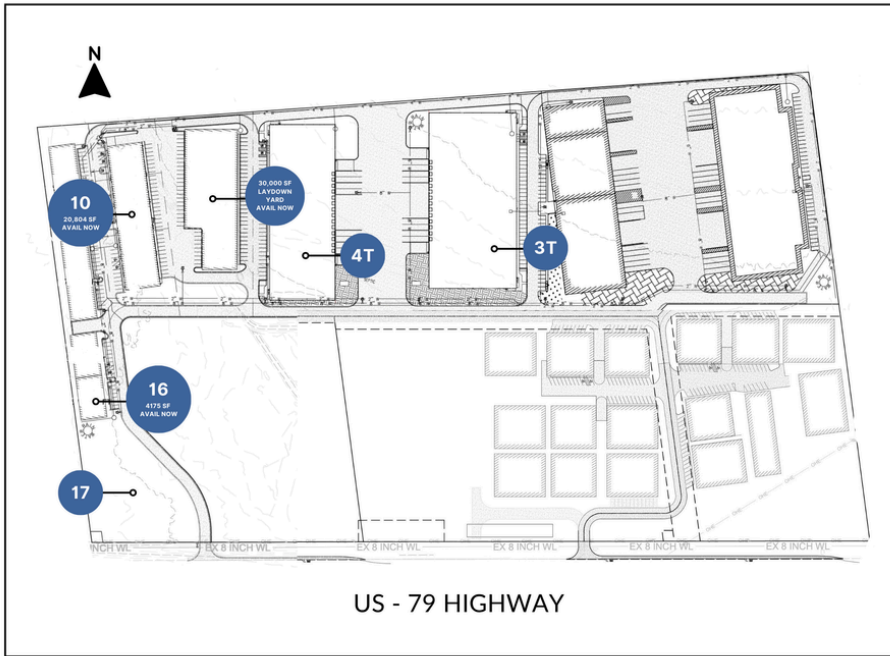 N
10
20,804 SF
AVAIL NOW
30,000 SF
LAYDOWN
YARD
AVAIL NOW
4T
3T
16
4175 SF
AVAIL NOW
17
INCH WL
EX 8 INCH WL
EX 8 INCH WL
EX 8 INCH WL
EX 8 INCH WL
US - 79 HIGHWAY